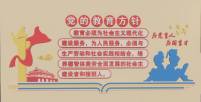 党的教育方针
教育必须为社会主义现代化
建设服务，为人民服务，必须与
生产劳动和社会实践相结合，培
养德智体美全面发展的社会主义
建设者和接班人。
为党育人
为国育才